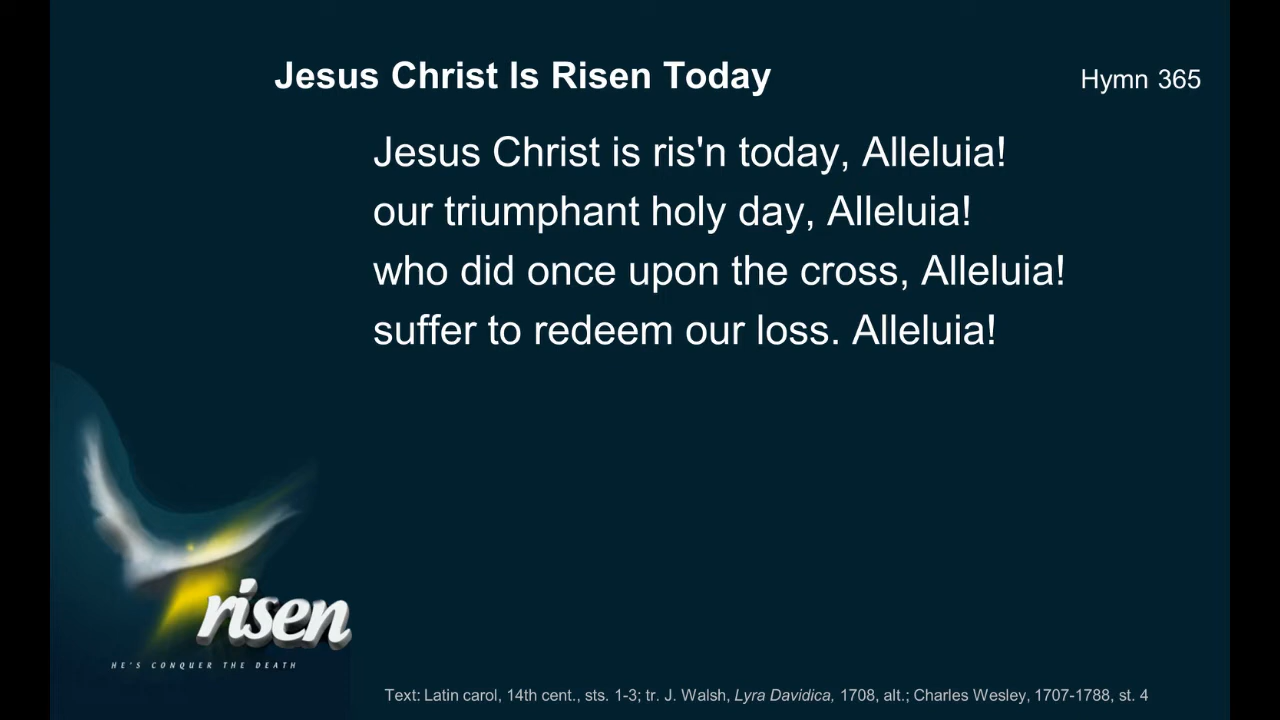 Jesus Christ Is Risen Today
Hymn 365
Jesus Christ is ris'n today, Alleluia!
our triumphant holy day, Alleluia!
who did once upon the cross, Alleluia!
suffer to redeem our loss. Alleluia!
risen
HE'S CONQUER THE DEATH
Text: Latin carol, 14th cent., sts. 1-3; tr. J. Walsh, Lyra Davidica, 1708, alt.; Charles Wesley, 1707-1788, st. 4